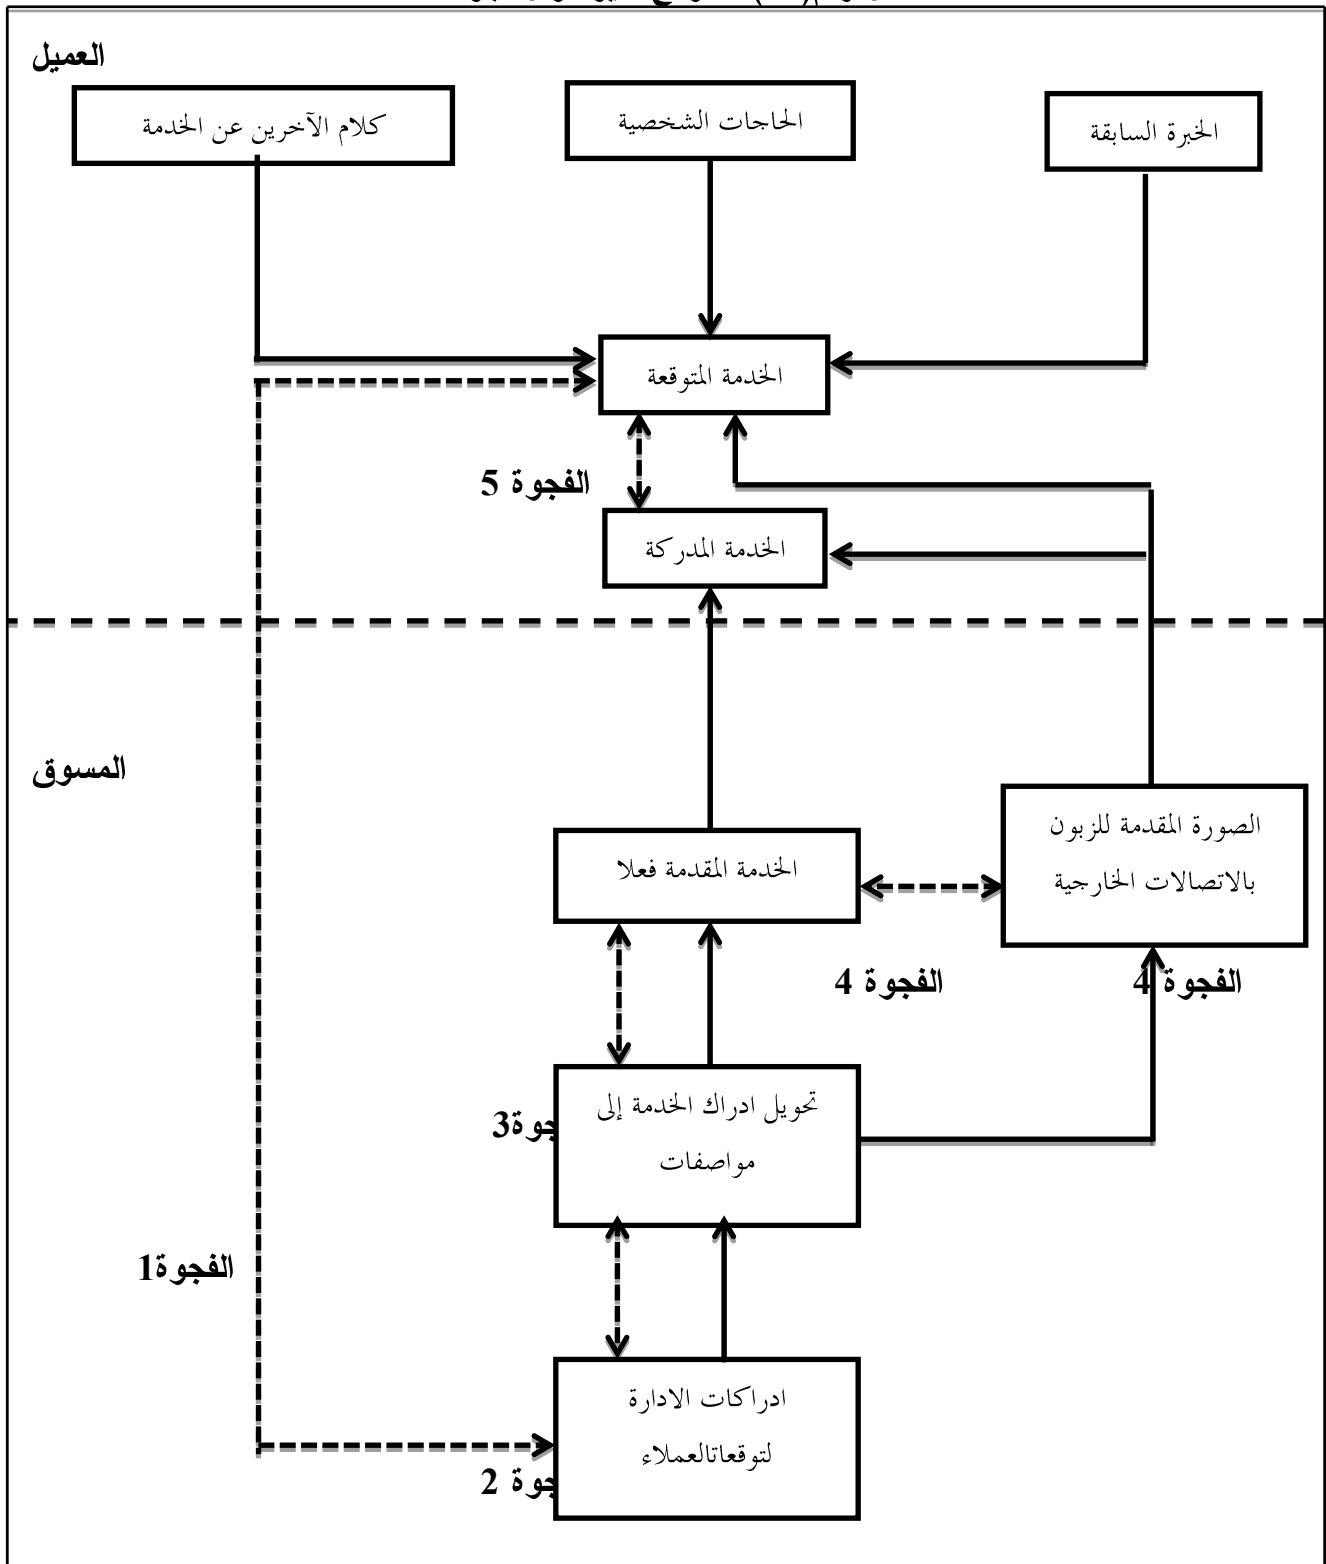 العميل
الخبرة السابقة
الحاجات الشخصية
كلام الآخرين عن الخدمة
الخدمة المتوقعة
الفجوة 5
الخدمة المدركة
المسوق
الصورة المقدمة للزبون
بالاتصالات الخارجية
الخدمة المقدمة فعلا
الفجوة 4
الفجوة 4
تحويل ادراك الخدمة إلى
مواصفات
جوة3
الفجوة1
ادراكات الادارة
لتوقعاتالعملاء
جوة 2